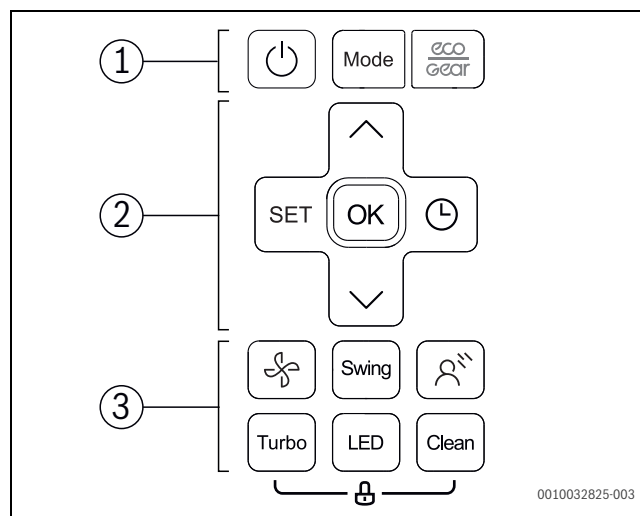 1
Mode
eco
Gear
2
SET
OK
3
Swing
Turbo
LED
Clean
0010032825-003